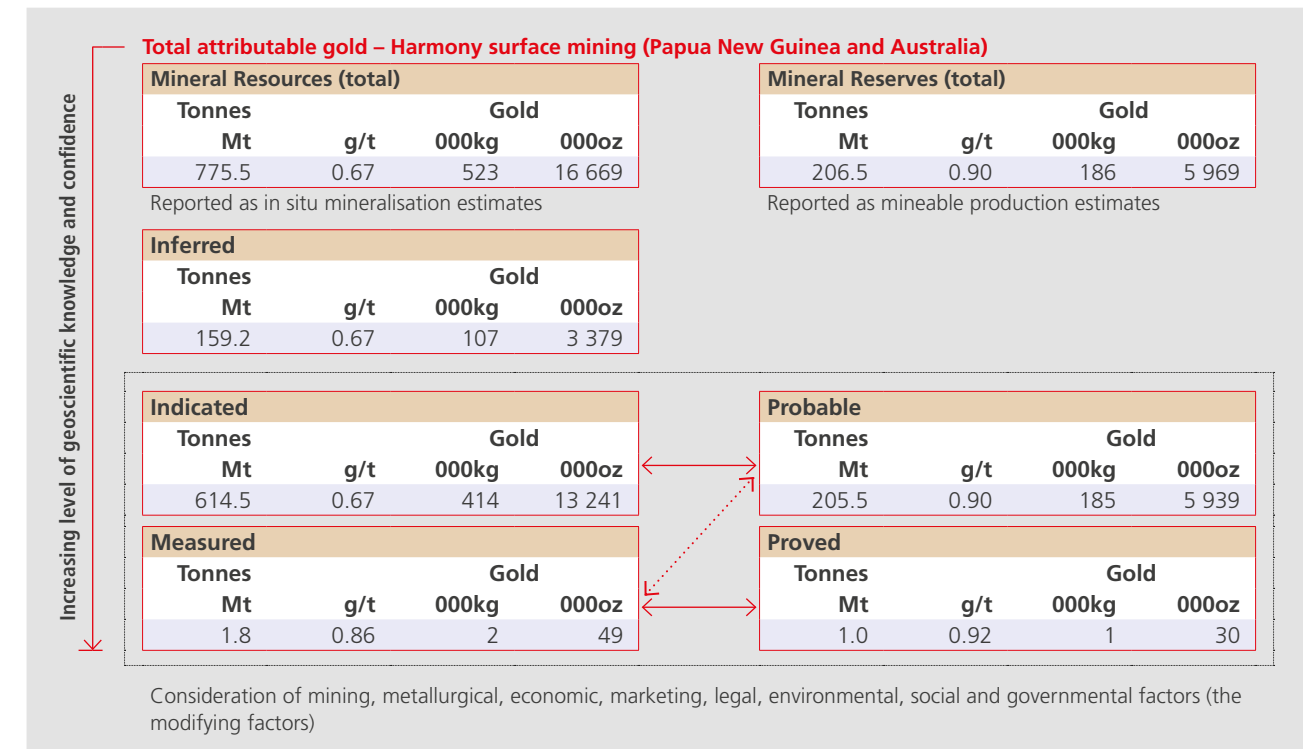 Total attributable gold – Harmony surface mining (Papua New Guinea and Australia)
Increasing level of geoscientific knowledge and confidence
Mineral Resources (total)
Tonnes Gold
Mt g/t 000kg 000oz
775.5 0.67 523 16 669
Reported as in situ mineralisation estimates
Mineral Reserves (total)
Tonnes Gold
Mt g/t 000kg 000oz
206.5 0.90 186 5 969
Reported as mineable production estimates
Inferred
Tonnes Gold
Mt g/t 000kg 000oz
159.2 0.67 107 3 379
Indicated
Tonnes Gold
Mt g/t 000kg 000oz
614.5 0.67 414 13 241
Probable
Tonnes Gold
Mt g/t 000kg 000oz
205.5 0.90 185 5 939
Measured
Tonnes Gold
Mt g/t 000kg 000oz
1.8 0.86 2 49
Proved
Tonnes Gold
Mt g/t 000kg 000oz
1.0 0.92 1 30
Consideration of mining, metallurgical, economic, marketing, legal, environmental, social and governmental factors (the
modifying factors)